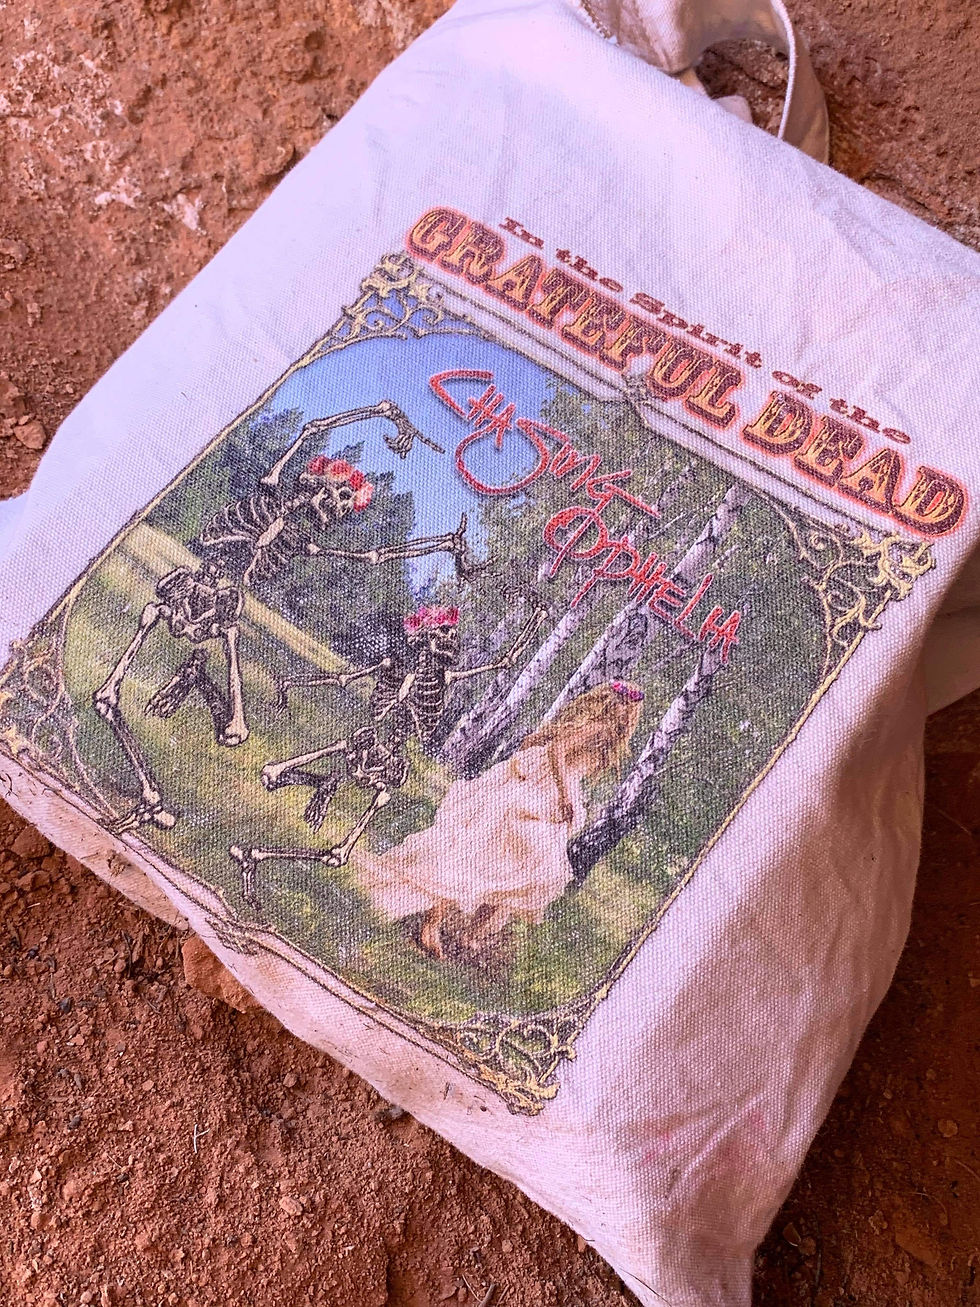 In the Spirit of the
GRATEFUL DEAD
CHASING
OPHELIA